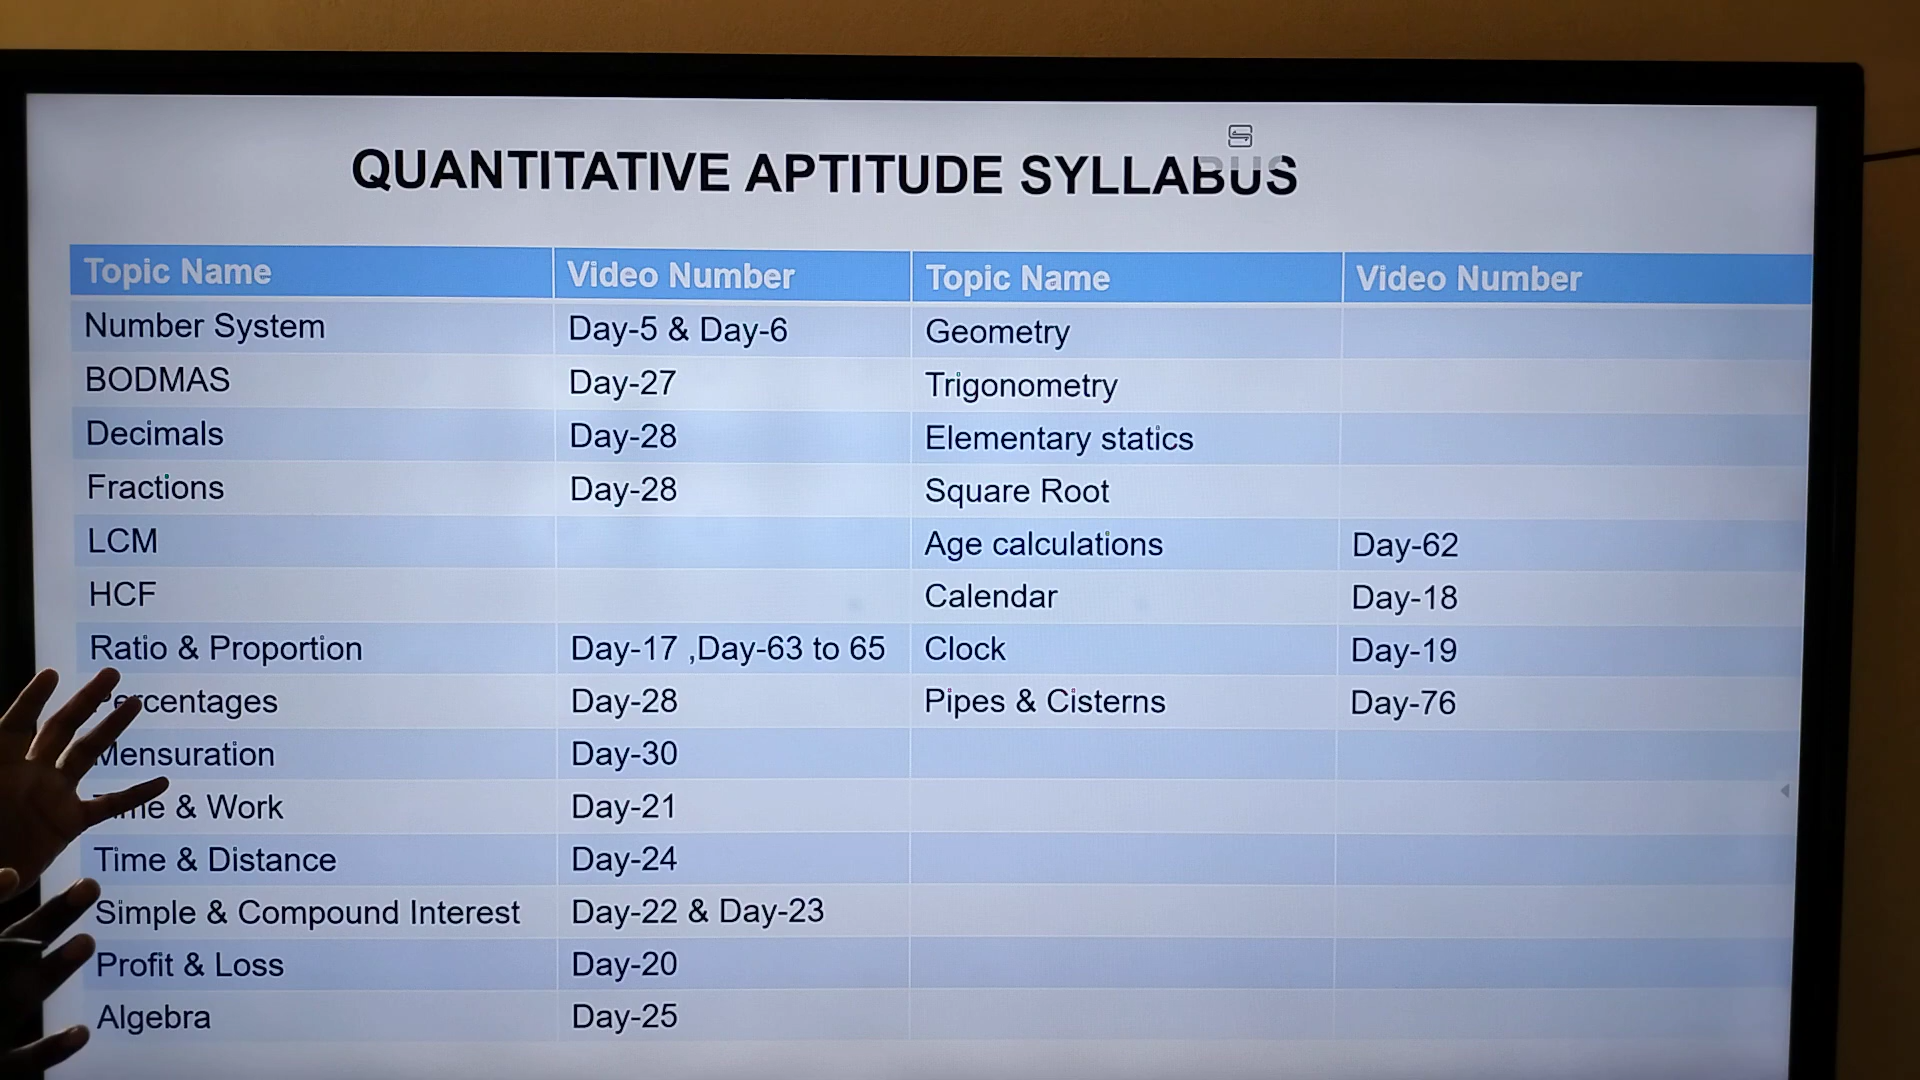 QUANTITATIVE APTITUDE SYLLABUS
Topic Name Video Number Topic Name Video Number
Number System Day-5 & Day-6 Geometry
BODMAS Day-27 Trigonometry
Decimals Day-28 Elementary statics
Fractions Day-28 Square Root
LCM Age calculations Day-62
HCF Calendar Day-18
Ratio & Proportion Day-17 ,Day-63 to 65 Clock Day-19
Percentages Day-28 Pipes & Cisterns Day-76
Mensuration Day-30
Time & Work Day-21
Time & Distance Day-24
Simple & Compound Interest Day-22 & Day-23
Profit & Loss Day-20
Algebra Day-25